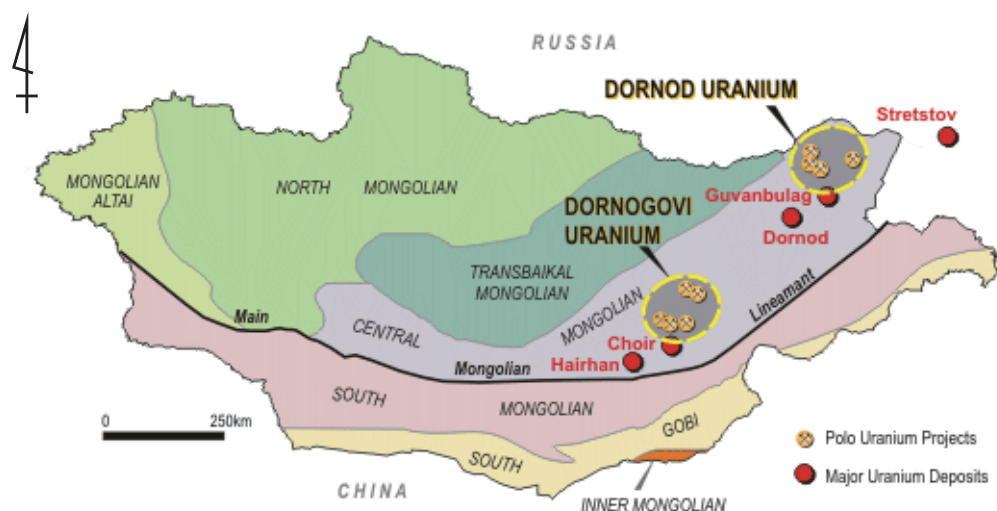 RUSSIA
DORNOD URANIUM
Stretstov
MONGOLIAN
ALTAI
NORTH MONGOLIAN
Guvanbulag
DORNOGOVI
URANIUM
Dornod
TRANSBAIKAL
MONGOLIAN
Main Mongolian Lineamant
CENTRAL MONGOLIAN
Choir
Hairhan
SOUTH MONGOLIAN
0 250km
SOUTH GOBI
Polo Uranium Projects
Major Uranium Deposits
CHINA
INNER MONGOLIAN